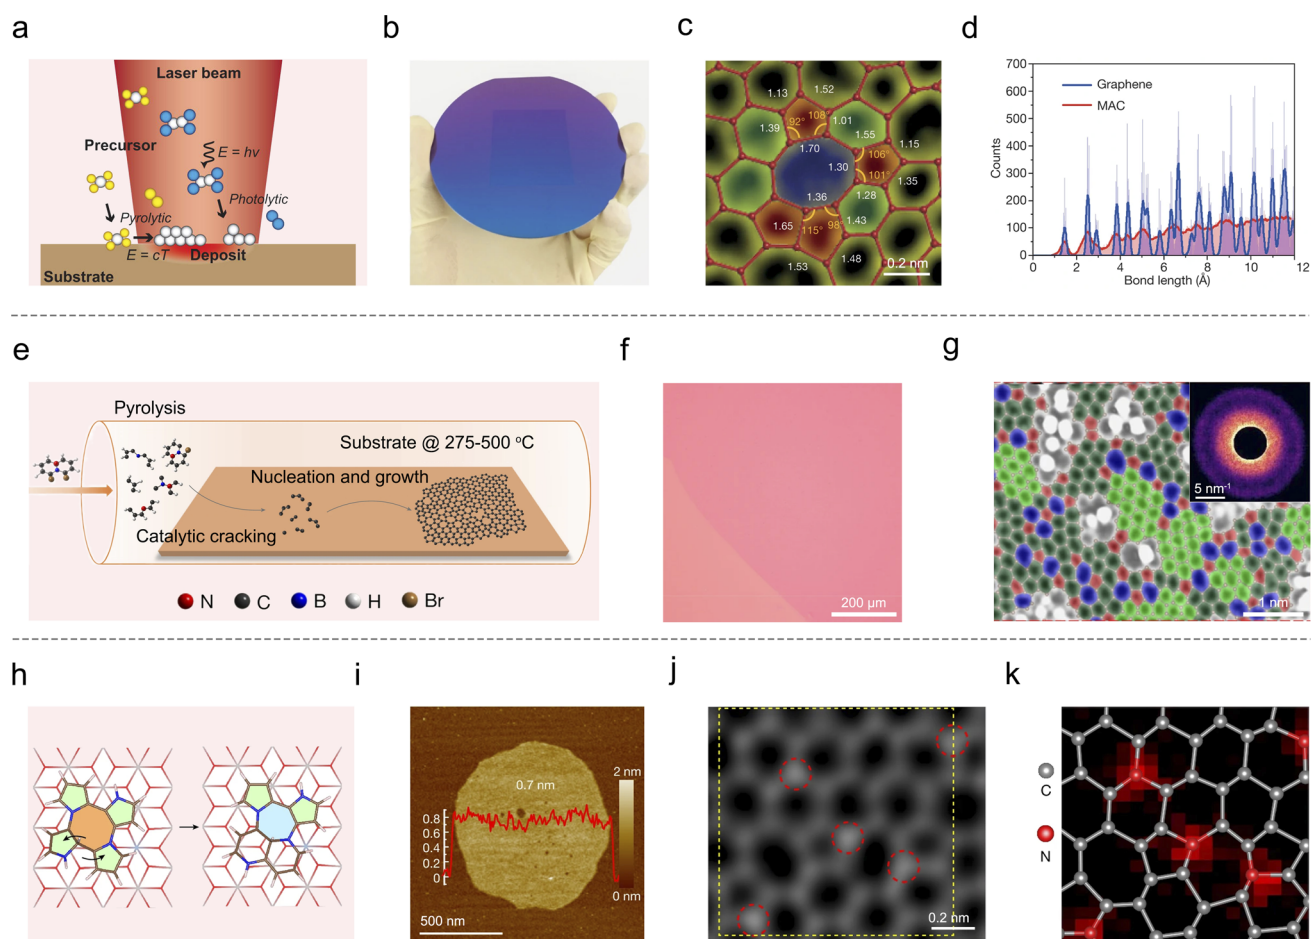 a
Laser beam
Precursor
E = hν
Photolytic
Pyrolytic
E = cT
Deposit
Substrate
b
c
1.13
1.52
1.39
92°
108°
1.01
1.55
1.15
1.70
106°
1.30
101°
1.35
1.36
1.28
1.65
1.43
115°
98°
1.53
1.48
0.2 nm
d
700
600
500
400
300
200
100
0
Counts
Graphene
MAC
0
2
4
6
8
10
12
Bond length (Å)
e
Pyrolysis
Substrate @ 275-500 °C
Nucleation and growth
Catalytic cracking
N
C
B
H
Br
f
200 μm
g
5 nm⁻¹
1 nm
h
i
0.7 nm
2 nm
0 nm
0.8
0.6
0.4
0.2
0
500 nm
j
0.2 nm
k
C
N